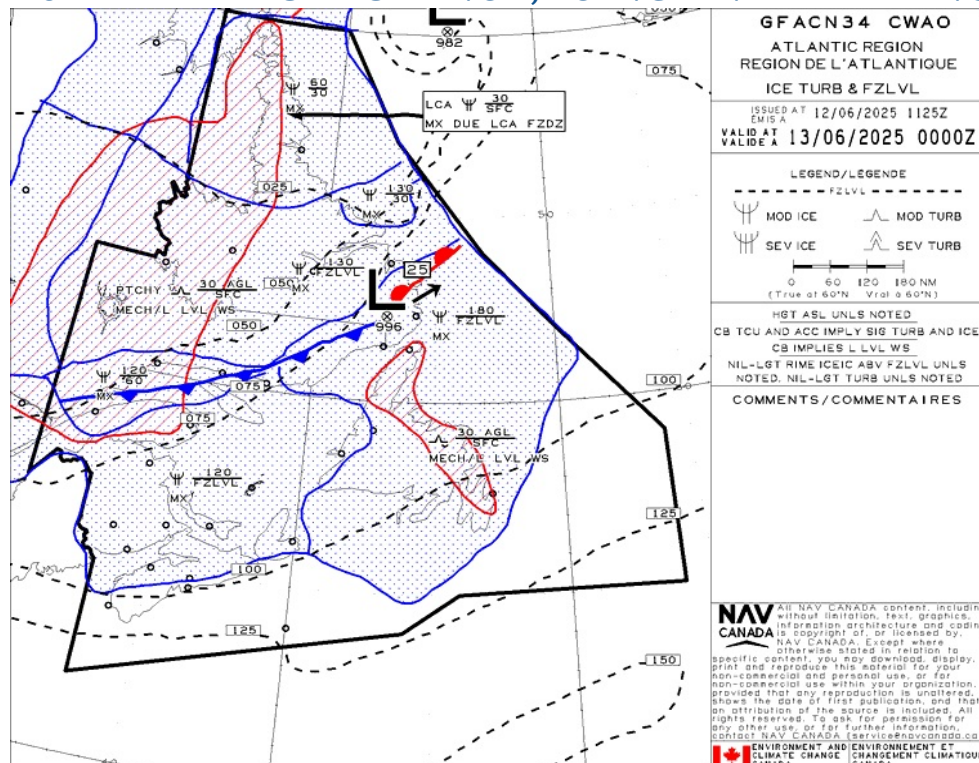 GFACN34 CWAO
ATLANTIC REGION
REGION DE L'ATLANTIQUE
ICE TURB & FZLVL
ISSUED AT 12/06/2025 1125Z
EMIS A
VALID AT 13/06/2025 0000Z
VALIDE A
LEGEND/LEGENDE
FZLVL
MOD ICE MOD TURB
SEV ICE SEV TURB
0 60 120 180 NM
(True at 60°N Vrai a 60°N)
HGT ASL UNLS NOTED
CB TCU AND ACC IMPLY SIG TURB AND ICE
CB IMPLIES L LVL WS
NIL-LGT RIME ICEIC ABV FZLVL UNLS
NOTED. NIL-LGT TURB UNLS NOTED
COMMENTS/COMMENTAIRES
L
982
075
60
30
MX
LCA 30
SFC
MX DUE LCA FZDZ
025
130
30
MX
50
130
FZLVL
MX
25
L
996
050
PTCHY 30 AGL
SFC
MECH/L LVL WS
050
180
FZLVL
MX
120
60
MX
075
100
075
30 AGL
SFC
MECH/L LVL WS
120
FZLVL
MX
125
100
125
150
NAV
CANADA
All NAV CANADA content, includin
without limitation, text, graphics,
information architecture and coding
is copyright of, or licensed by,
NAV CANADA. Except where
otherwise stated in relation to
specific content, you may download, display,
print and reproduce this material for your
non-commercial and personal use, or for
non-commercial use within your organization,
provided that any reproduction is unaltered,
shows the date of first publication, and that
an attribution of the source is included. All
rights reserved. To ask for permission for
any other use, or for further information,
contact NAV CANADA (service@navcanada.ca
ENVIRONMENT AND ENVIRONNEMENT ET
CLIMATE CHANGE CHANGEMENT CLIMATIQUE